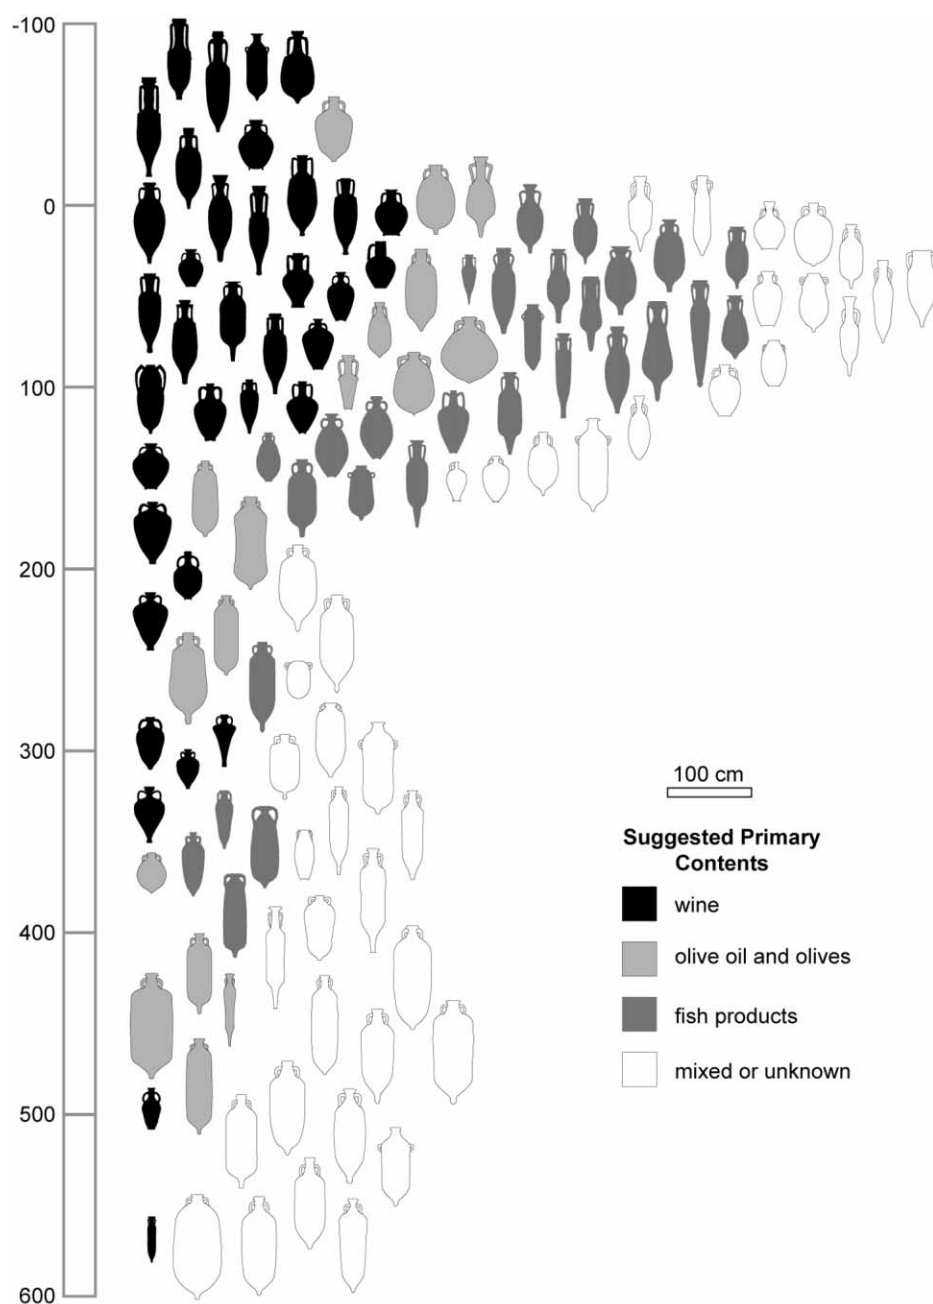 -100
0
100
200
300
400
500
600
100 cm
Suggested Primary
Contents
wine
olive oil and olives
fish products
mixed or unknown